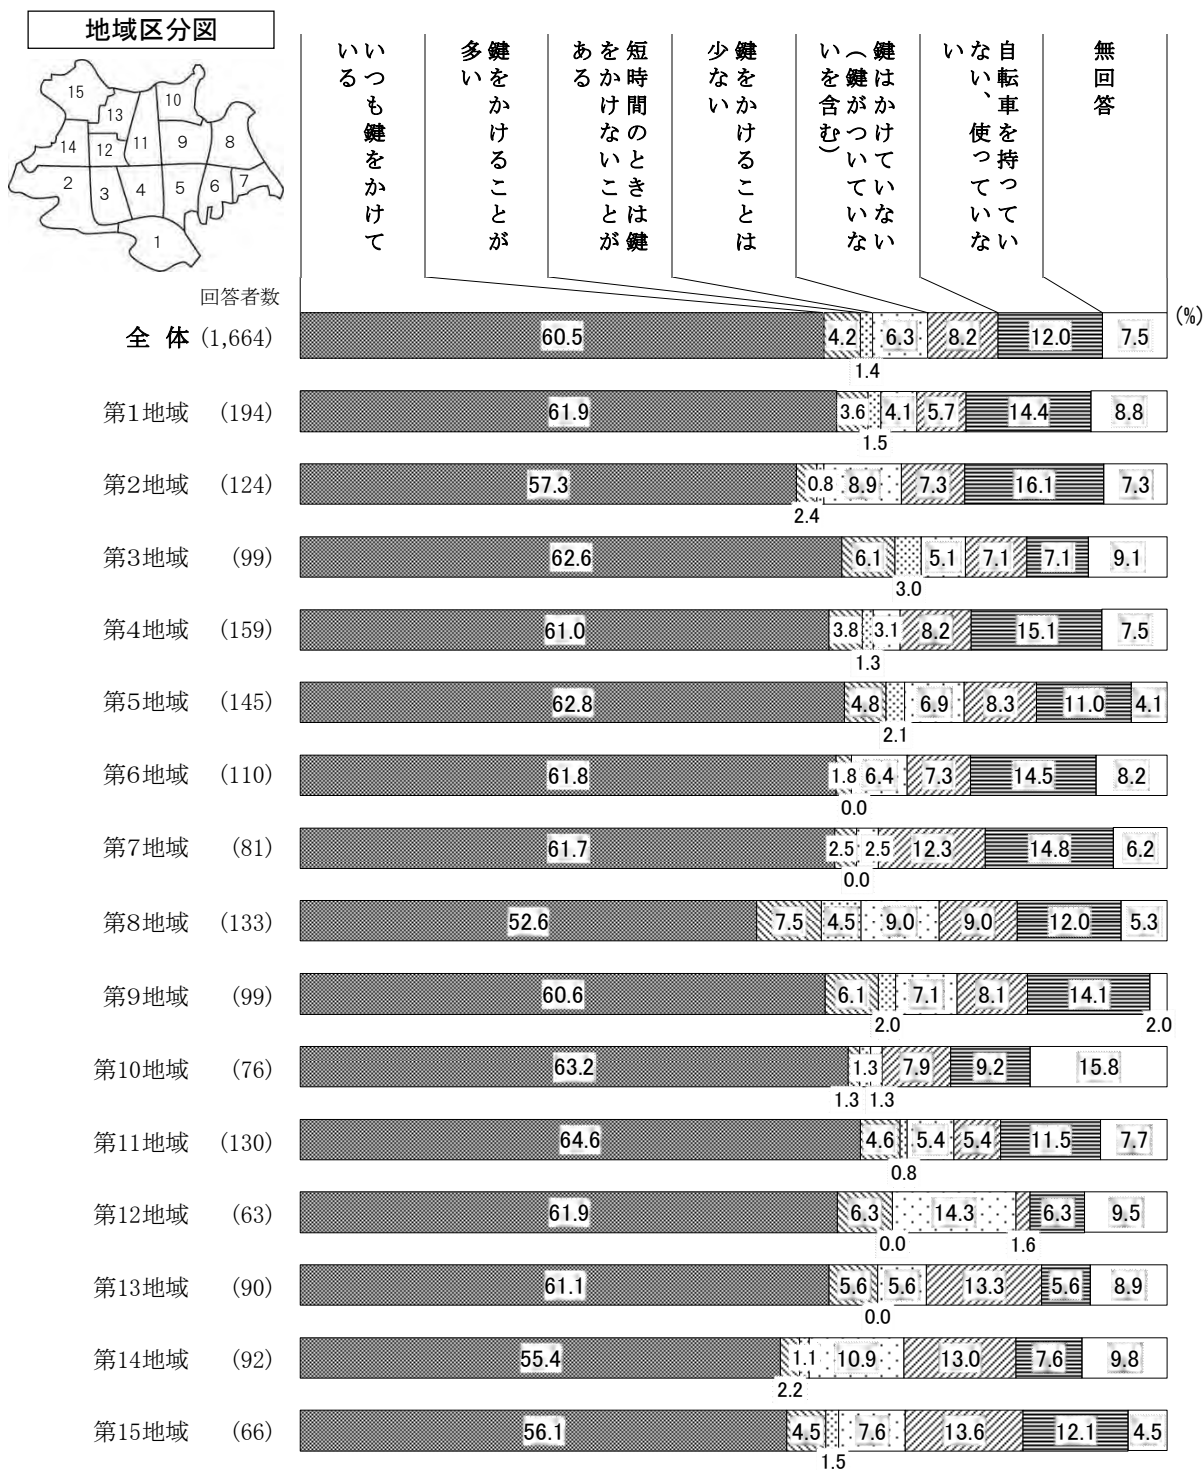 地域区分図
15
13
10
14
12
11
9
8
2
3
4
5
6
7
1
いつも鍵をかけて
いる
鍵をかけることが
多い
短時間のときは鍵
をかけないことが
ある
鍵をかけることは
少ない
鍵はかけていない
(鍵がついていな
いを含む)
自転車を持ってい
ない、使っていな
い
無回答
回答者数
(%)
全 体 (1,664) 60.5 4.2 1.4 6.3 8.2 12.0 7.5
第1地域 (194) 61.9 3.6 1.5 4.1 5.7 14.4 8.8
第2地域 (124) 57.3 2.4 0.8 8.9 7.3 16.1 7.3
第3地域 (99) 62.6 6.1 3.0 5.1 7.1 7.1 9.1
第4地域 (159) 61.0 3.8 1.3 3.1 8.2 15.1 7.5
第5地域 (145) 62.8 4.8 2.1 6.9 8.3 11.0 4.1
第6地域 (110) 61.8 1.8 0.0 6.4 7.3 14.5 8.2
第7地域 (81) 61.7 2.5 0.0 2.5 12.3 14.8 6.2
第8地域 (133) 52.6 7.5 4.5 9.0 9.0 12.0 5.3
第9地域 (99) 60.6 6.1 2.0 7.1 8.1 14.1 2.0
第10地域 (76) 63.2 1.3 1.3 1.3 7.9 9.2 15.8
第11地域 (130) 64.6 4.6 0.8 5.4 5.4 11.5 7.7
第12地域 (63) 61.9 6.3 0.0 14.3 1.6 6.3 9.5
第13地域 (90) 61.1 5.6 0.0 5.6 13.3 5.6 8.9
第14地域 (92) 55.4 2.2 1.1 10.9 13.0 7.6 9.8
第15地域 (66) 56.1 4.5 1.5 7.6 13.6 12.1 4.5